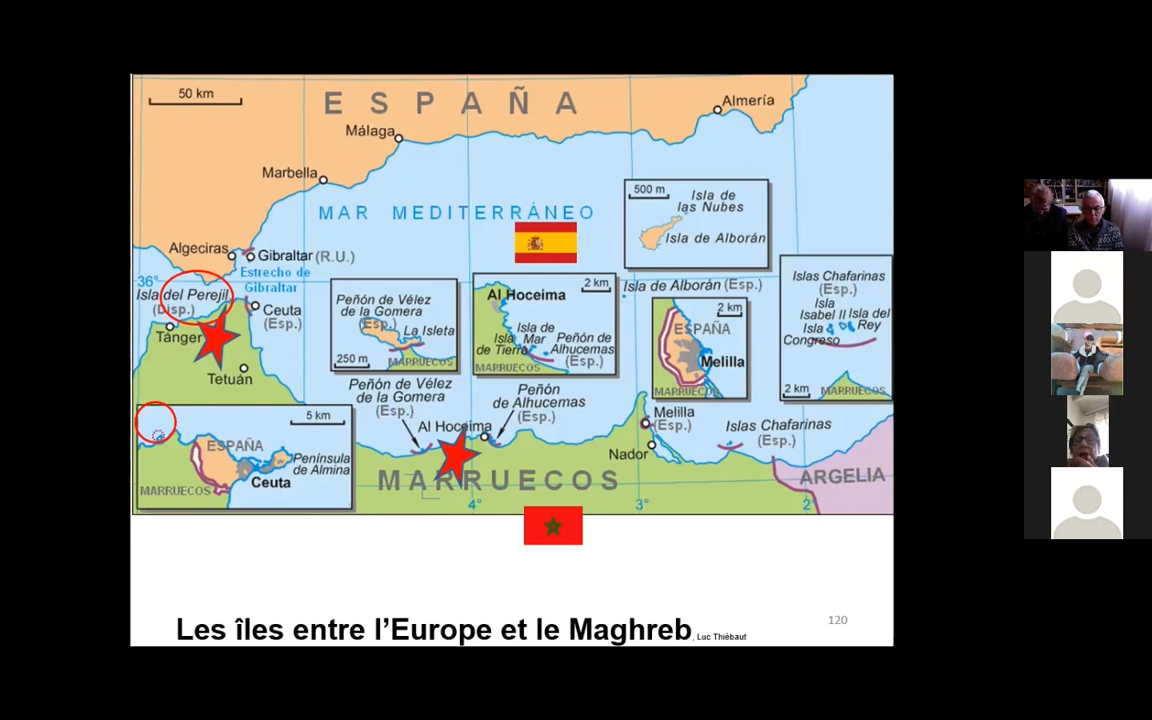 50 km
ESPAÑA
Almería
Málaga
Marbella
MAR MEDITERRÁNEO
500 m
Isla de
las Nubes
Isla de Alborán
Algeciras
Gibraltar (R.U.)
Estrecho de
Gibraltar
36°
Isla del Perejil
(Disp.)
Ceuta
(Esp.)
Tánger
Tetuán
Peñón de Vélez
de la Gomera
(Esp.)
La Isleta
250 m
MARRUECOS
Al Hoceima
2 km
Isla de
Mar
Isla
de Tierra
Peñón de
Alhucemas
(Esp.)
MARRUECOS
Isla de Alborán (Esp.)
2 km
ESPAÑA
Melilla
MARRUECOS
Islas Chafarinas
(Esp.)
Isla
Isabel II
Isla del
Rey
Isla
Congreso
2 km
MARRUECOS
Peñón de Vélez
de la Gomera
(Esp.)
Peñón
de Alhucemas
(Esp.)
Al Hoceima
Melilla
(Esp.)
Islas Chafarinas
(Esp.)
Nador
5 km
ESPAÑA
Península
de Almina
Ceuta
MARRUECOS
MARRUECOS
ARGELIA
4°
3°
2°
Les îles entre l’Europe et le Maghreb, Luc Thiébaut
120